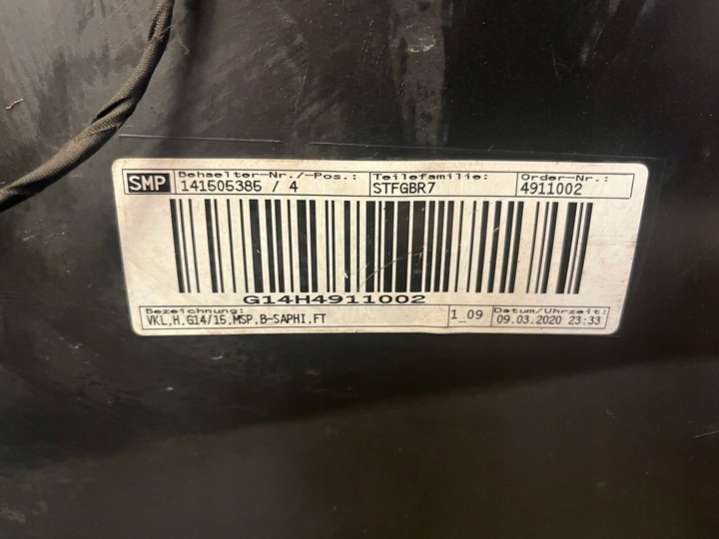 SMP
Behaelter-Nr./-Pos.: Teilefamilie: Order-Nr.:
141505385 / 4 STFGBR7 4911002
G14H4911002
Bezeichnung: 1_09 Datum/Uhrzeit:
VKL.H.G14/15.MSP.B-SAPHI.FT 09.03.2020 23:33